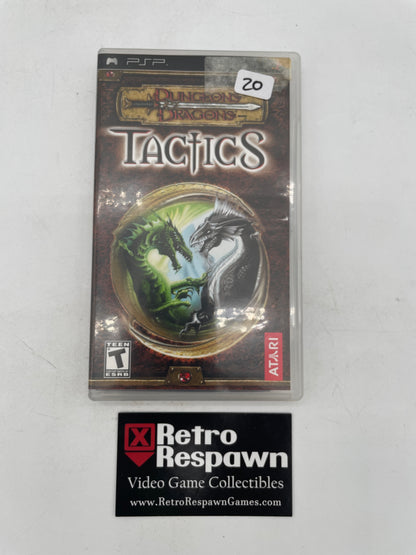 PSP
20
DUNGEONS
DRAGONS
TACTICS
TEEN
T
ESRB
ATARI
Retro
Respawn
Video Game Collectibles
www.RetroRespawnGames.com